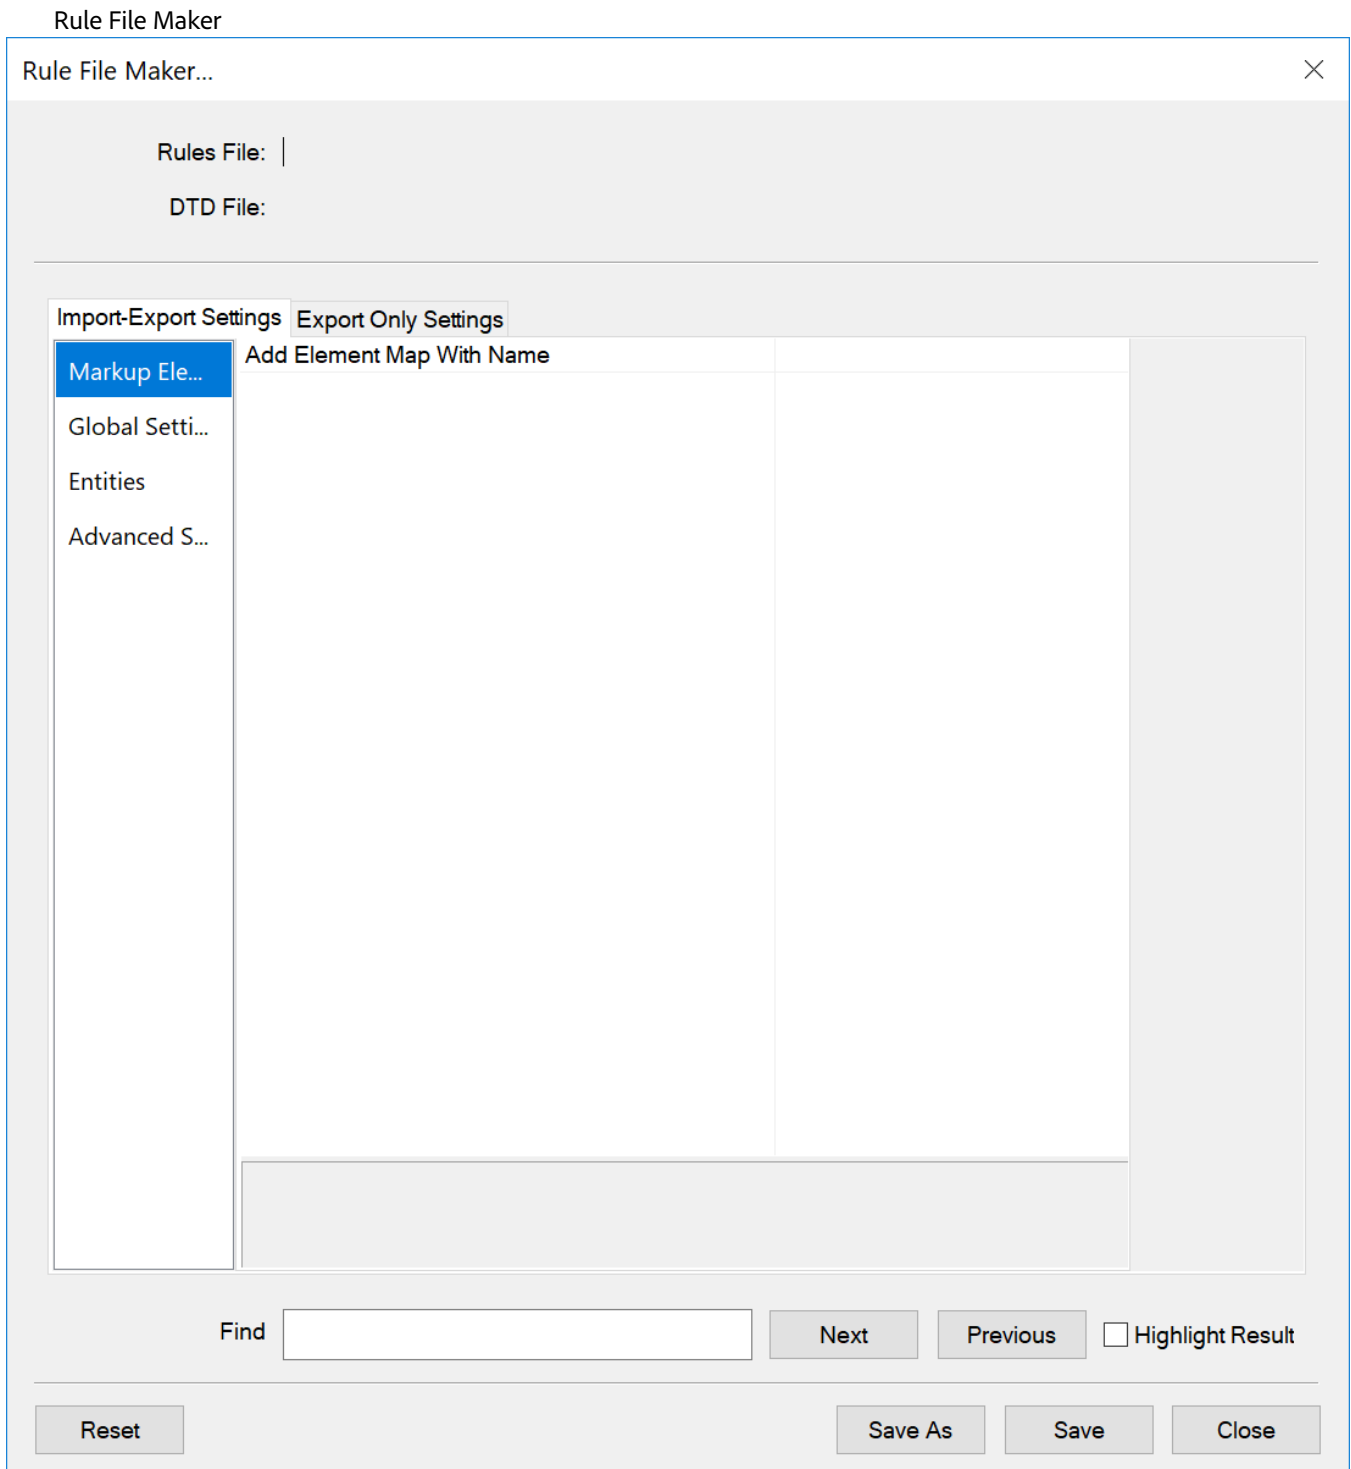 Rule File Maker
Rule File Maker...
Rules File:
DTD File:
Import-Export Settings Export Only Settings
Markup Ele... Add Element Map With Name
Global Setti...
Entities
Advanced S...
Find Next Previous Highlight Result
Reset Save As Save Close